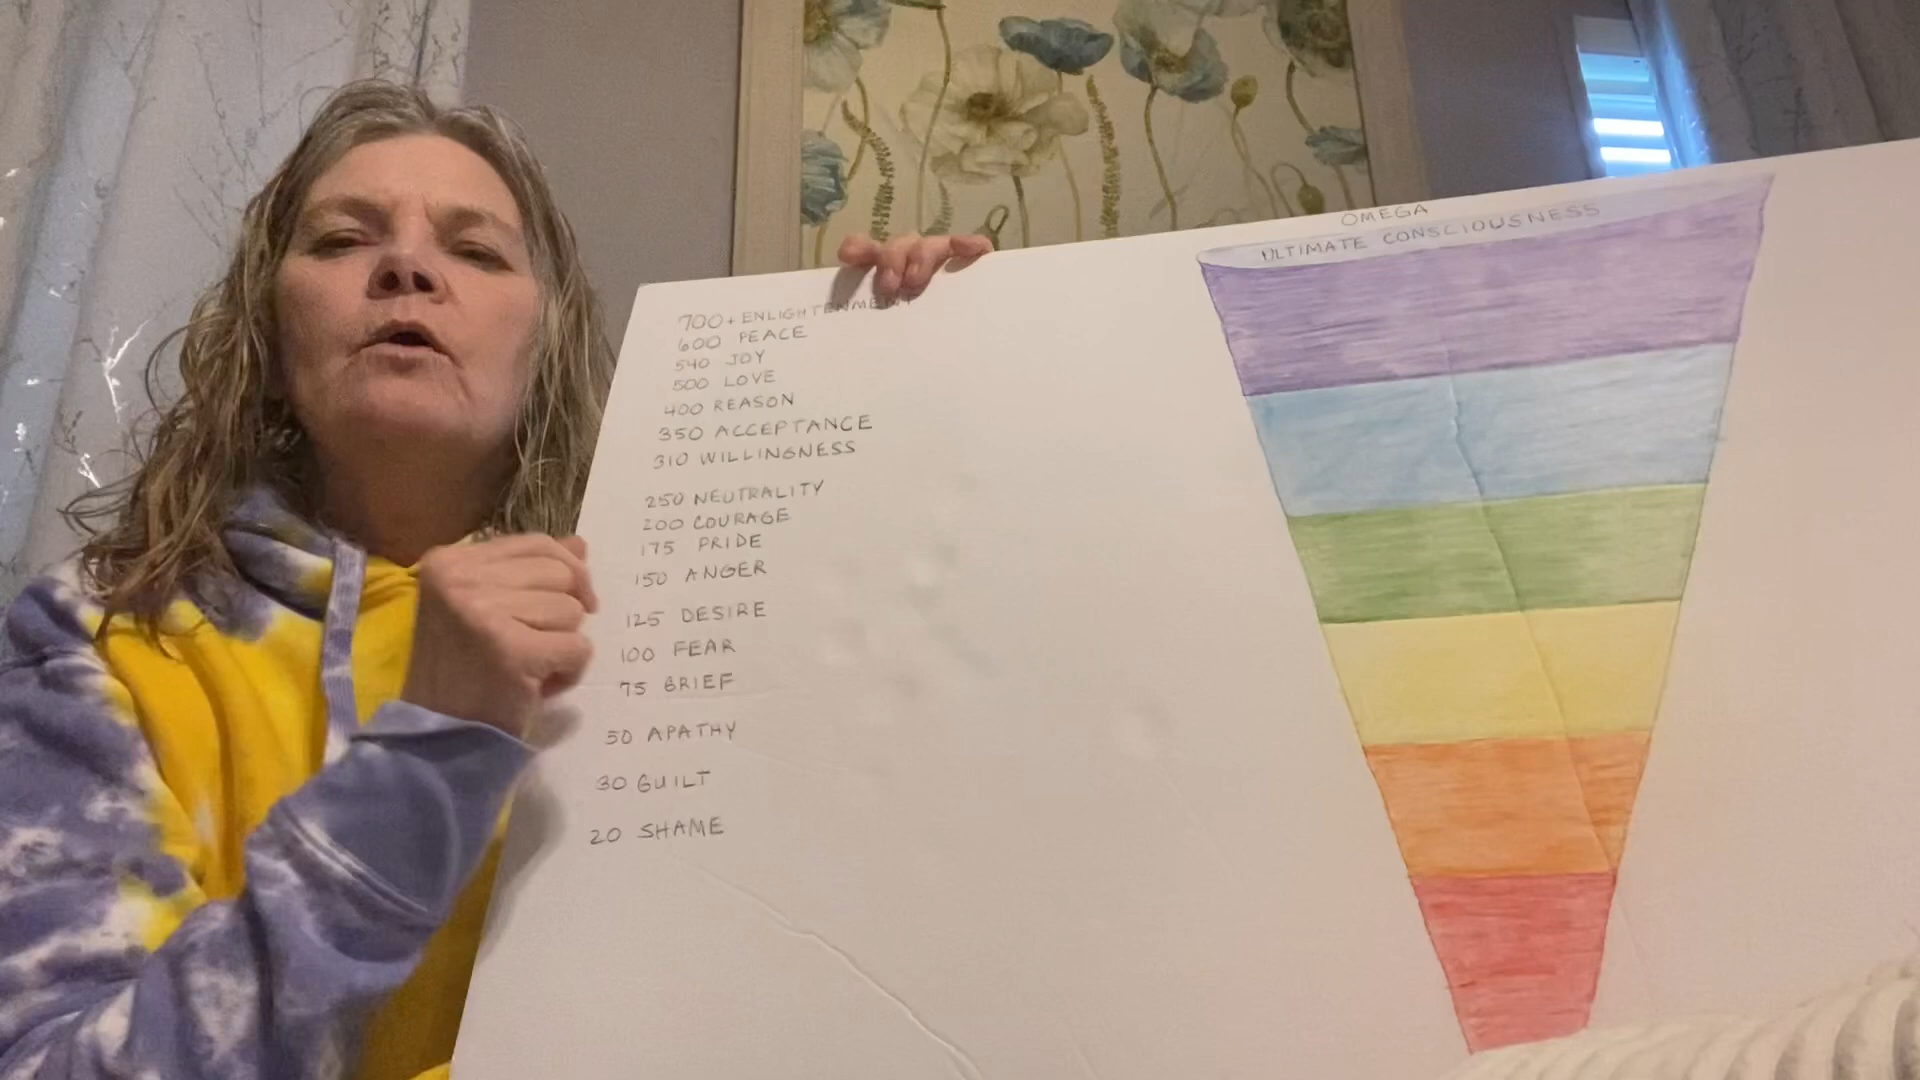 OMEGA
ULTIMATE CONSCIOUSNESS
700+ ENLIGHTENMENT
600 PEACE
540 JOY
500 LOVE
400 REASON
350 ACCEPTANCE
310 WILLINGNESS
250 NEUTRALITY
200 COURAGE
175 PRIDE
150 ANGER
125 DESIRE
100 FEAR
75 GRIEF
50 APATHY
30 GUILT
20 SHAME